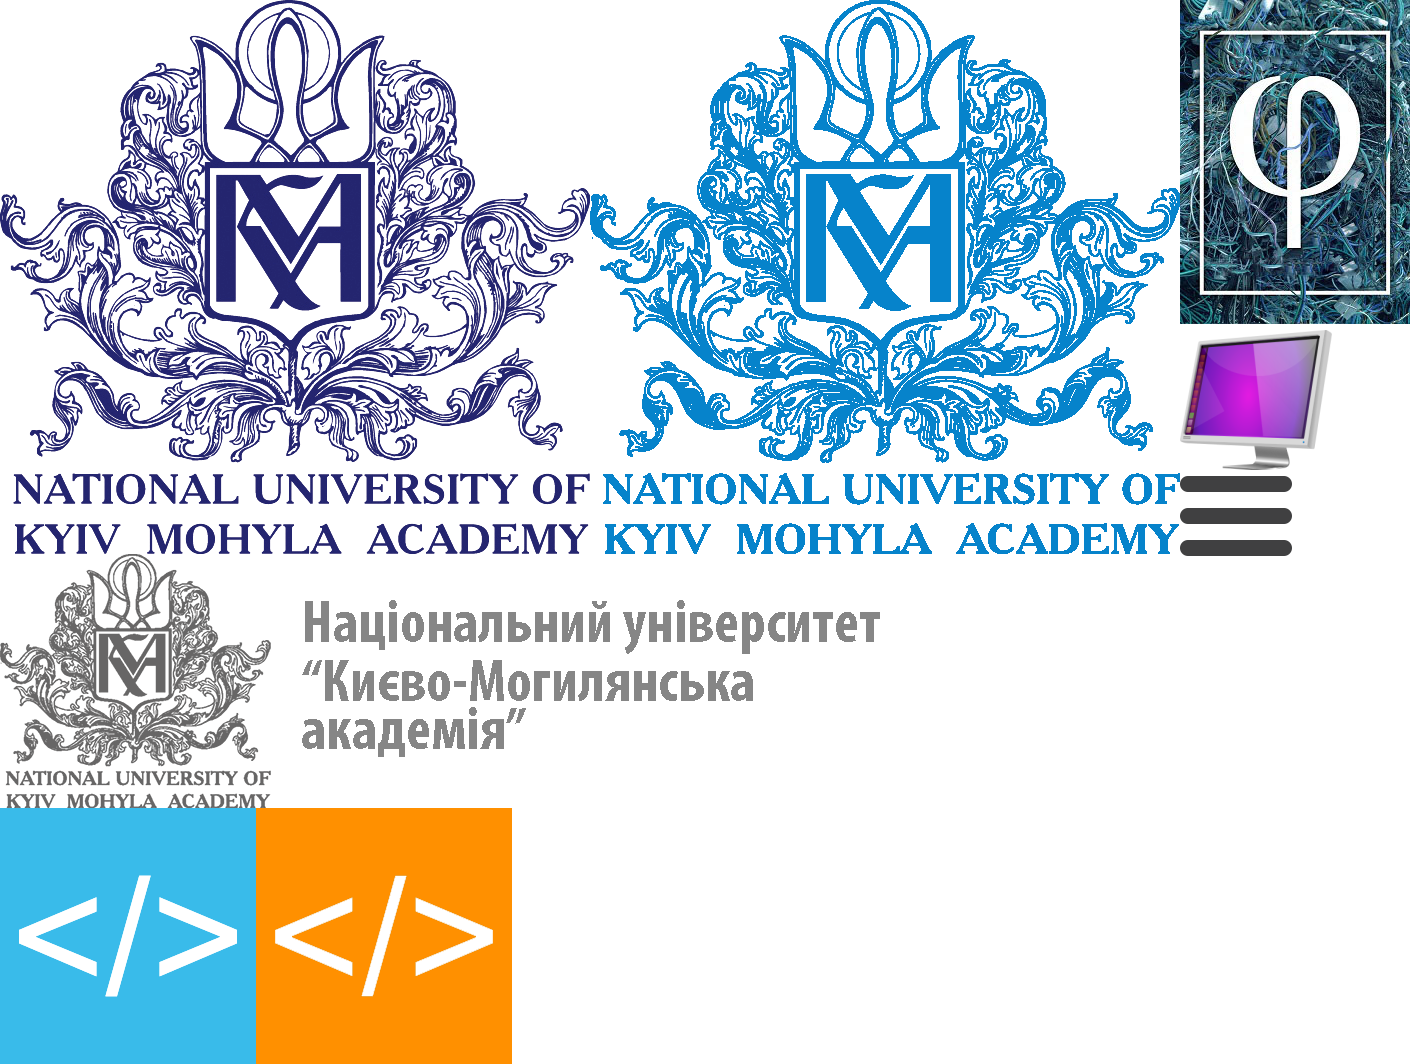 NATIONAL UNIVERSITY OF
KYIV MOHYLA ACADEMY
NATIONAL UNIVERSITY OF
KYIV MOHYLA ACADEMY
φ
NATIONAL UNIVERSITY OF
KYIV MOHYLA ACADEMY
Національний університет
“Києво-Могилянська
академія”
</>
</>